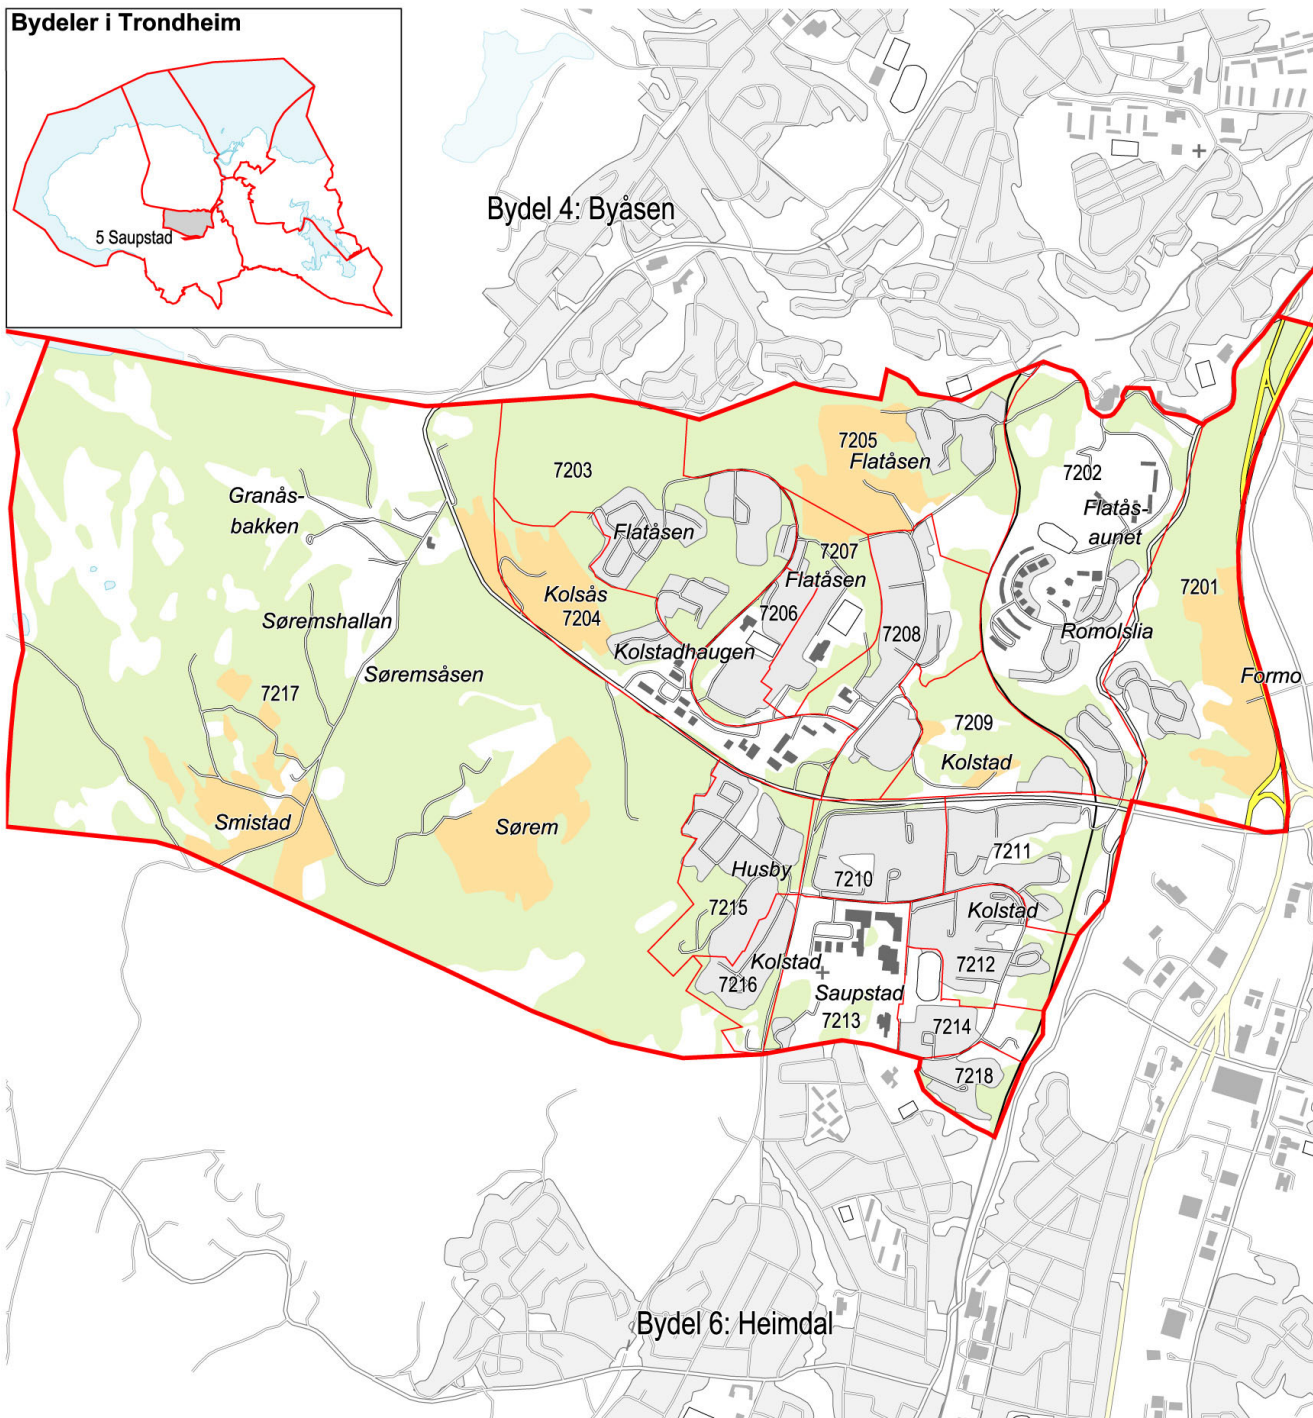 Bydeler i Trondheim
5 Saupstad
Bydel 4: Byåsen
7203
7205
Flatåsen
7202
Granås-
bakken
Flatåsen
Flatås-
aunet
7207
Flatåsen
Kolsås
7204
7206
7201
Søremshallan
7208
Romolslia
Kolstadhaugen
Søremsåsen
Formo
7217
7209
Kolstad
Smistad
Sørem
Husby
7210
7211
7215
Kolstad
Kolstad
7216
7212
Saupstad
7213
7214
7218
Bydel 6: Heimdal